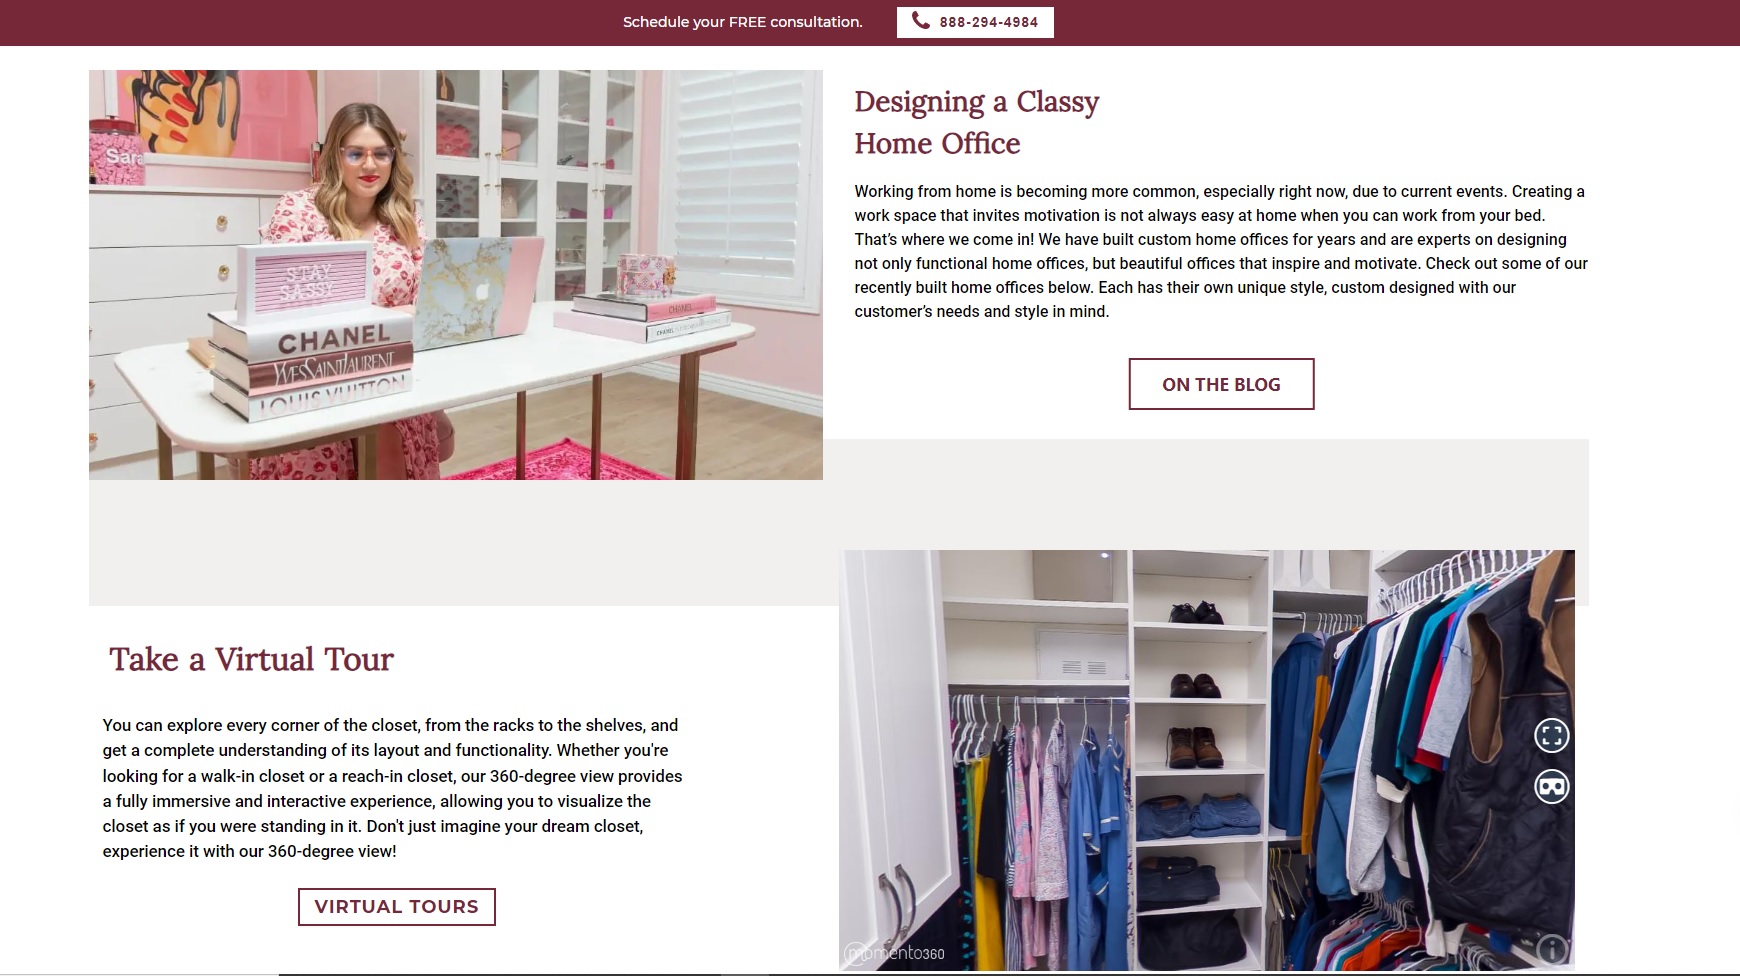 Schedule your FREE consultation.
888-294-4984
Sara
STAY
SASSY
CHANEL
YVESSAINTLAURENT
LOUIS VUITTON
CHANEL
CHANEL
Designing a Classy
Home Office
Working from home is becoming more common, especially right now, due to current events. Creating a
work space that invites motivation is not always easy at home when you can work from your bed.
That’s where we come in! We have built custom home offices for years and are experts on designing
not only functional home offices, but beautiful offices that inspire and motivate. Check out some of our
recently built home offices below. Each has their own unique style, custom designed with our
customer’s needs and style in mind.
ON THE BLOG
Take a Virtual Tour
You can explore every corner of the closet, from the racks to the shelves, and
get a complete understanding of its layout and functionality. Whether you're
looking for a walk-in closet or a reach-in closet, our 360-degree view provides
a fully immersive and interactive experience, allowing you to visualize the
closet as if you were standing in it. Don't just imagine your dream closet,
experience it with our 360-degree view!
VIRTUAL TOURS
momento360